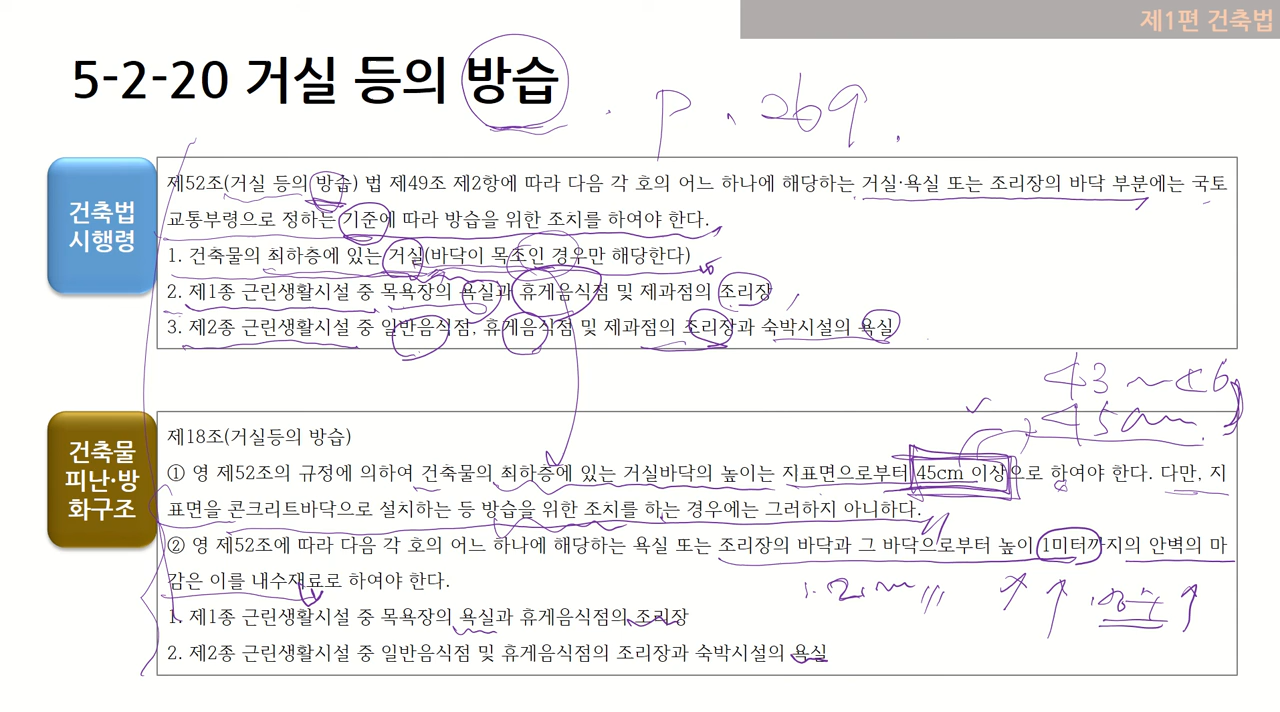 제1편 건축법
5-2-20 거실 등의 방습
P. 269.
건축법
시행령
제52조(거실 등의 방습) 법 제49조 제2항에 따라 다음 각 호의 어느 하나에 해당하는 거실·욕실 또는 조리장의 바닥 부분에는 국토
교통부령으로 정하는 기준에 따라 방습을 위한 조치를 하여야 한다.
1. 건축물의 최하층에 있는 거실(바닥이 목조인 경우만 해당한다)
2. 제1종 근린생활시설 중 목욕장의 욕실과 휴게음식점 및 제과점의 조리장
3. 제2종 근린생활시설 중 일반음식점, 휴게음식점 및 제과점의 조리장과 숙박시설의 욕실
건축물
피난·방
화구조
제18조(거실등의 방습)
① 영 제52조의 규정에 의하여 건축물의 최하층에 있는 거실바닥의 높이는 지표면으로부터 45cm 이상으로 하여야 한다. 다만, 지
표면을 콘크리트바닥으로 설치하는 등 방습을 위한 조치를 하는 경우에는 그러하지 아니하다.
② 영 제52조에 따라 다음 각 호의 어느 하나에 해당하는 욕실 또는 조리장의 바닥과 그 바닥으로부터 높이 1미터까지의 안벽의 마
감은 이를 내수재료로 하여야 한다.
1. 제1종 근린생활시설 중 목욕장의 욕실과 휴게음식점의 조리장
2. 제2종 근린생활시설 중 일반음식점 및 휴게음식점의 조리장과 숙박시설의 욕실